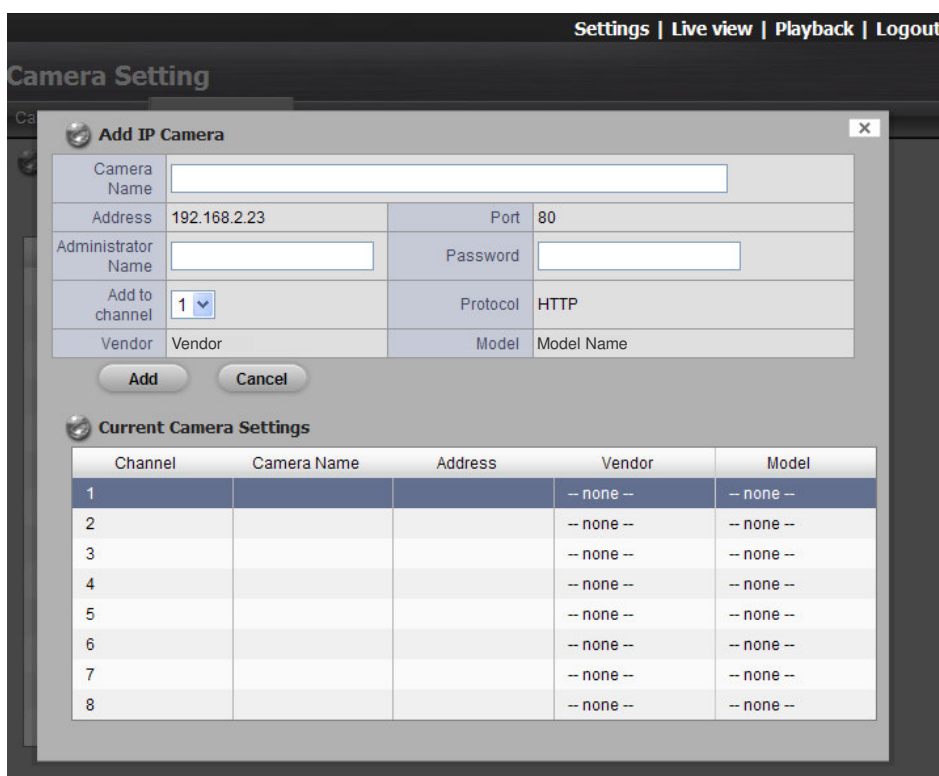 Settings | Live view | Playback | Logout
Camera Setting
Ca
Add IP Camera
Camera Name
Address 192.168.2.23 Port 80
Administrator Name Password
Add to channel 1 Protocol HTTP
Vendor Vendor Model Model Name
Add Cancel
Current Camera Settings
Channel Camera Name Address Vendor Model
1 -- none -- -- none --
2 -- none -- -- none --
3 -- none -- -- none --
4 -- none -- -- none --
5 -- none -- -- none --
6 -- none -- -- none --
7 -- none -- -- none --
8 -- none -- -- none --